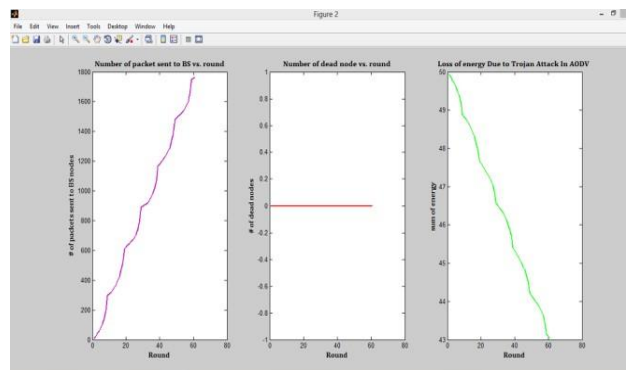 Figure 2
File Edit View Insert Tools Desktop Window Help
Number of packet sent to BS vs. round
1800
1600
1400
1200
1000
800
600
400
200
0
0 20 40 60 80
# of packets sent to BS nodes
Round
Number of dead node vs. round
1
0.8
0.6
0.4
0.2
0
-0.2
-0.4
-0.6
-0.8
-1
0 20 40 60 80
# of dead nodes
Round
Loss of energy Due to Trojan Attack In AODV
50
49
48
47
46
45
44
43
0 20 40 60 80
sum of energy
Round